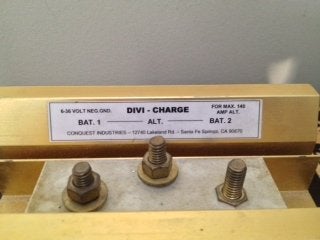 6-36 VOLT NEG.GND. DIVI - CHARGE FOR MAX. 140
AMP ALT.
BAT. 1 ALT. BAT. 2
CONQUEST INDUSTRIES - 12740 Lakeland Rd. - Santa Fe Springs, CA 90670